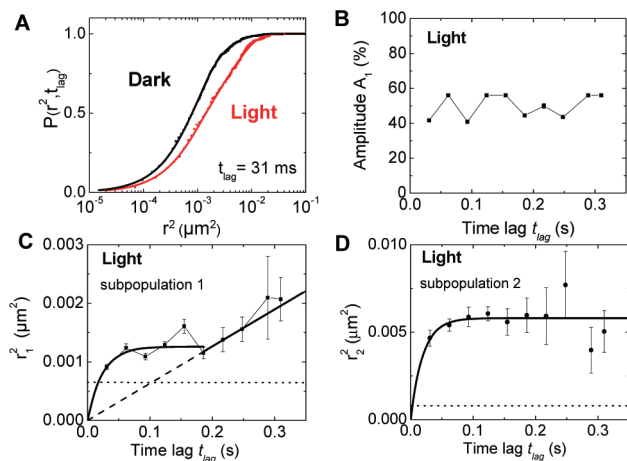 A
1.0
0.5
0.0
P(r², t_lag)
Dark
Light
t_lag = 31 ms
10⁻⁵ 10⁻⁴ 10⁻³ 10⁻² 10⁻¹
r² (μm²)
B
100
80
60
40
20
0
Amplitude A₁ (%)
Light
0.0 0.1 0.2 0.3
Time lag t_lag (s)
C
0.003
0.002
0.001
0.000
r₁² (μm²)
Light
subpopulation 1
0.0 0.1 0.2 0.3
Time lag t_lag (s)
D
0.010
0.005
0.000
r₂² (μm²)
Light
subpopulation 2
0.0 0.1 0.2 0.3
Time lag t_lag (s)